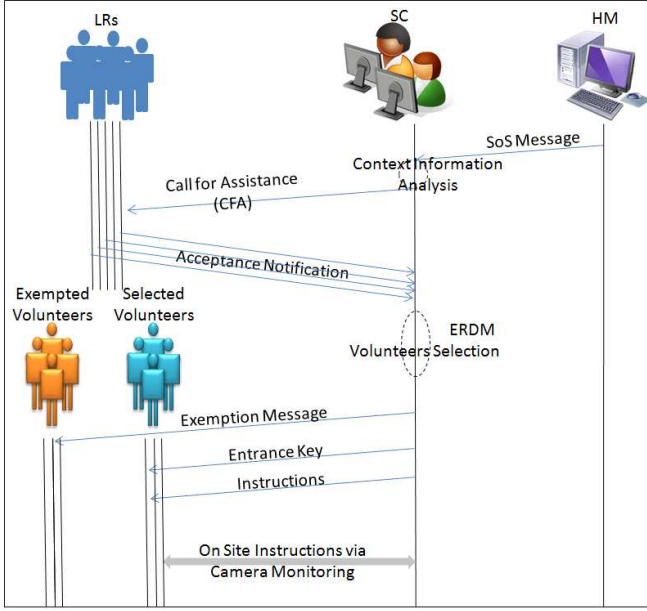 LRs
SC
HM
SoS Message
Context Information
Analysis
Call for Assistance
(CFA)
Acceptance Notification
Exempted
Volunteers
Selected
Volunteers
ERDM
Volunteers Selection
Exemption Message
Entrance Key
Instructions
On Site Instructions via
Camera Monitoring